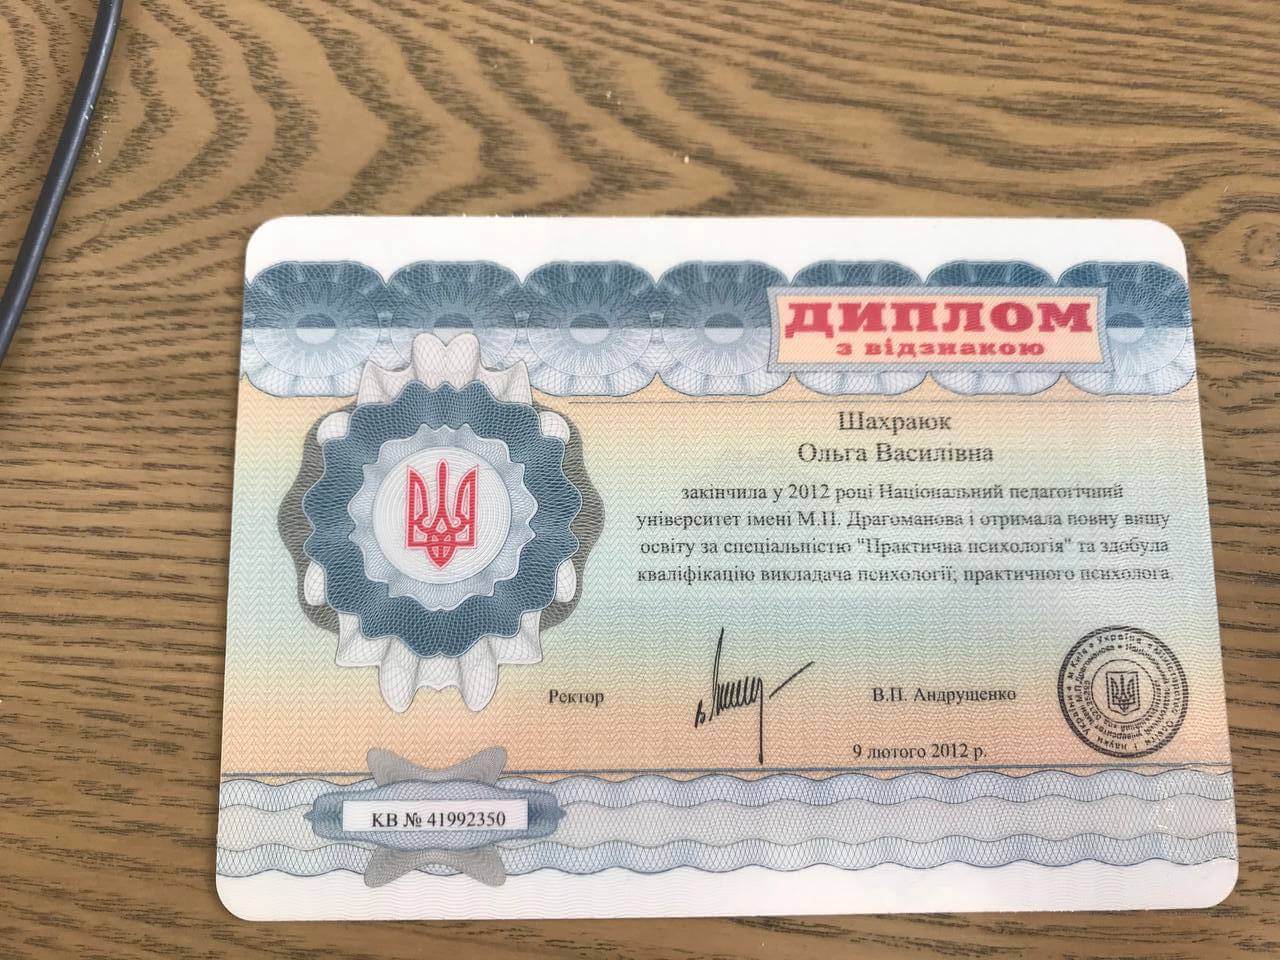 ДИПЛОМ
з відзнакою
Шахраюк
Ольга Василівна
закінчила у 2012 році Національний педагогічний
університет імені М.П. Драгоманова і отримала повну вищу
освіту за спеціальністю "Практична психологія" та здобула
кваліфікацію викладача психології; практичного психолога
Ректор
В.П. Андрущенко
9 лютого 2012 р.
КВ № 41992350